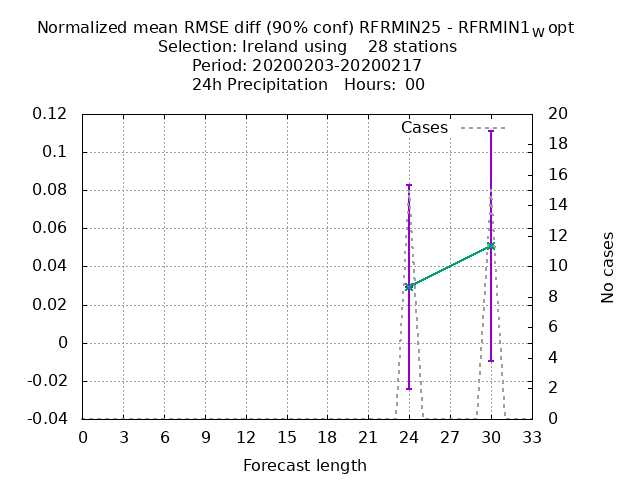 Normalized mean RMSE diff (90% conf) RFRMIN25 - RFRMIN1wopt
Selection: Ireland using    28 stations
Period: 20200203-20200217
24h Precipitation   Hours:  00
Cases
0.12
0.1
0.08
0.06
0.04
0.02
0
-0.02
-0.04
20
18
16
14
12
10
8
6
4
2
0
No cases
0 3 6 9 12 15 18 21 24 27 30 33
Forecast length